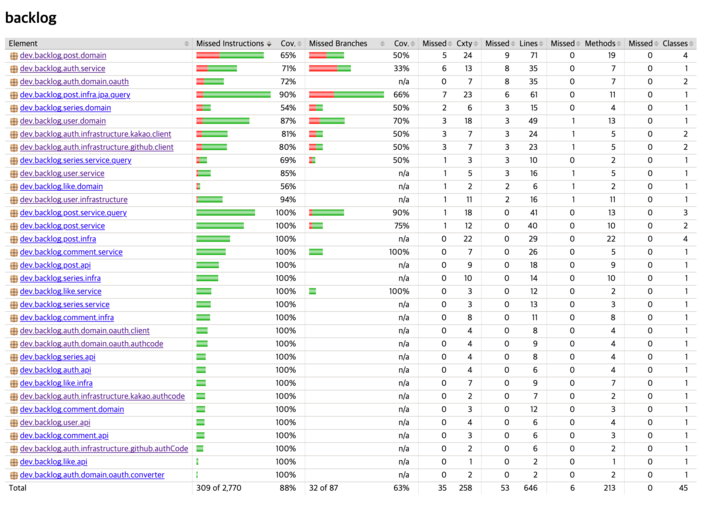 backlog
Element Missed Instructions Cov. Missed Branches Cov. Missed Cxty Missed Lines Missed Methods Missed Classes
dev.backlog.post.domain 65% 50% 5 24 9 71 0 19 0 4
dev.backlog.auth.service 71% 33% 6 13 8 35 0 7 0 1
dev.backlog.auth.domain.oauth 72% n/a 0 7 8 35 0 7 0 2
dev.backlog.post.infra.jpa.query 90% 66% 7 23 6 61 0 11 0 1
dev.backlog.series.domain 54% 50% 2 6 3 15 0 4 0 1
dev.backlog.user.domain 87% 70% 3 18 3 49 1 13 0 1
dev.backlog.auth.infrastructure.kakao.client 81% 50% 3 7 3 24 1 5 0 2
dev.backlog.auth.infrastructure.github.client 80% 50% 3 7 3 23 1 5 0 2
dev.backlog.series.service.query 69% 50% 1 3 3 10 0 2 0 1
dev.backlog.user.service 85% n/a 1 5 3 16 1 5 0 1
dev.backlog.like.domain 56% n/a 1 2 2 6 1 2 0 1
dev.backlog.user.infrastructure 94% n/a 1 11 2 16 1 11 0 1
dev.backlog.post.service.query 100% 90% 1 18 0 41 0 13 0 3
dev.backlog.post.service 100% 75% 1 12 0 40 0 10 0 2
dev.backlog.post.infra 100% n/a 0 22 0 29 0 22 0 4
dev.backlog.comment.service 100% 100% 0 7 0 26 0 5 0 1
dev.backlog.post.api 100% n/a 0 9 0 18 0 9 0 1
dev.backlog.series.infra 100% n/a 0 10 0 14 0 10 0 1
dev.backlog.like.service 100% 100% 0 3 0 12 0 2 0 1
dev.backlog.series.service 100% n/a 0 3 0 13 0 3 0 1
dev.backlog.comment.infra 100% n/a 0 8 0 11 0 8 0 1
dev.backlog.auth.domain.oauth.client 100% n/a 0 4 0 8 0 4 0 1
dev.backlog.auth.domain.oauth.authcode 100% n/a 0 4 0 9 0 4 0 1
dev.backlog.series.api 100% n/a 0 4 0 8 0 4 0 1
dev.backlog.auth.api 100% n/a 0 4 0 6 0 4 0 1
dev.backlog.like.infra 100% n/a 0 7 0 9 0 7 0 1
dev.backlog.auth.infrastructure.kakao.authcode 100% n/a 0 2 0 7 0 2 0 1
dev.backlog.comment.domain 100% n/a 0 3 0 12 0 3 0 1
dev.backlog.user.api 100% n/a 0 4 0 6 0 4 0 1
dev.backlog.comment.api 100% n/a 0 3 0 6 0 3 0 1
dev.backlog.auth.infrastructure.github.authCode 100% n/a 0 2 0 6 0 2 0 1
dev.backlog.like.api 100% n/a 0 1 0 2 0 1 0 1
dev.backlog.auth.domain.oauth.converter 100% n/a 0 2 0 2 0 2 0 1
Total 309 of 2,770 88% 32 of 87 63% 35 258 53 646 6 213 0 45